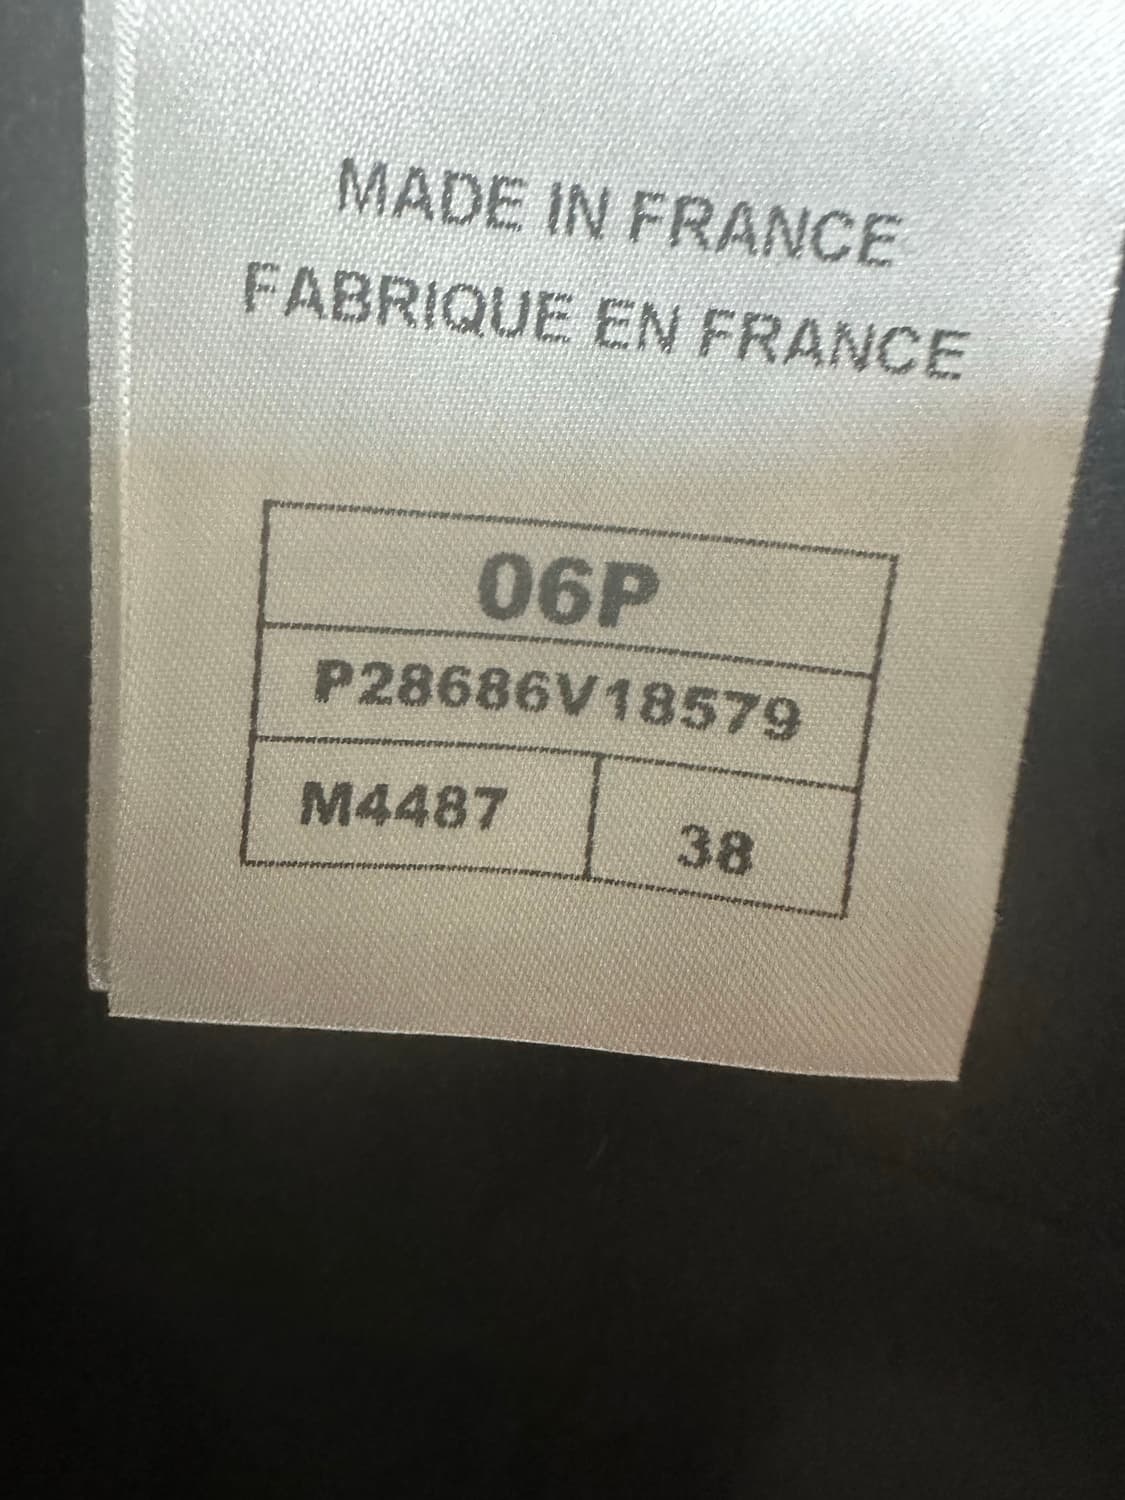 MADE IN FRANCE
FABRIQUE EN FRANCE
06P
P28686V18579
M4487 38